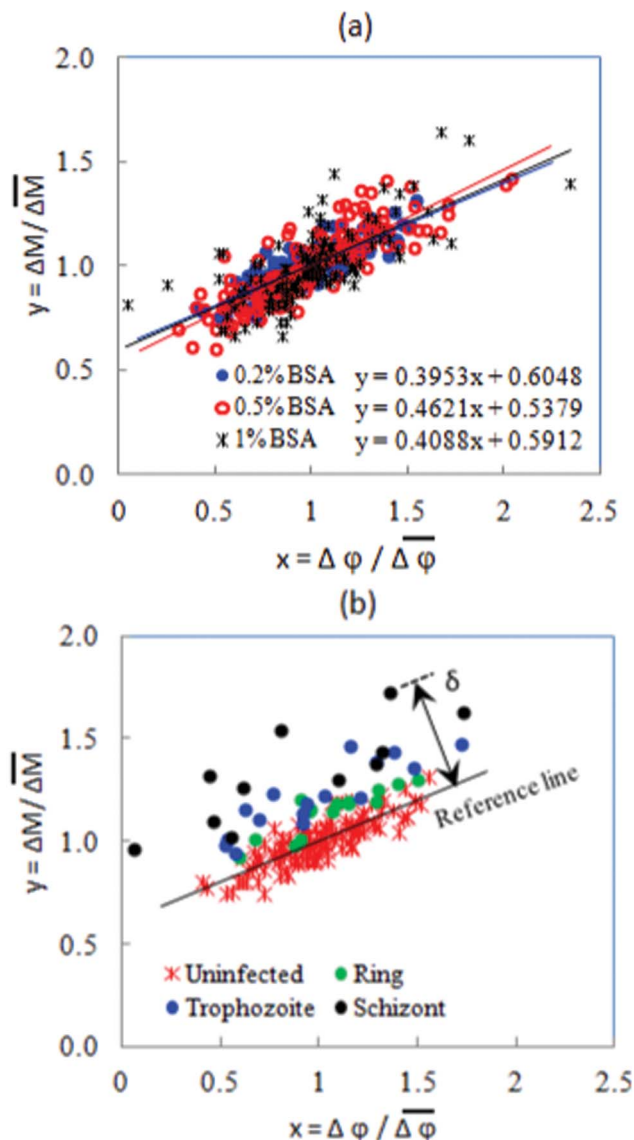 (a)
2.0
1.5
1.0
0.5
0.0
y = ΔM/ΔM̅
0.2% BSA y = 0.3953x + 0.6048
0.5% BSA y = 0.4621x + 0.5379
1% BSA y = 0.4088x + 0.5912
0 0.5 1 1.5 2 2.5
x = Δ φ / Δ φ̅
(b)
2.0
1.5
1.0
0.5
0.0
y = ΔM/ΔM̅
δ
Reference line
Uninfected Ring
Trophozoite Schizont
0 0.5 1 1.5 2 2.5
x = Δ φ / Δ φ̅